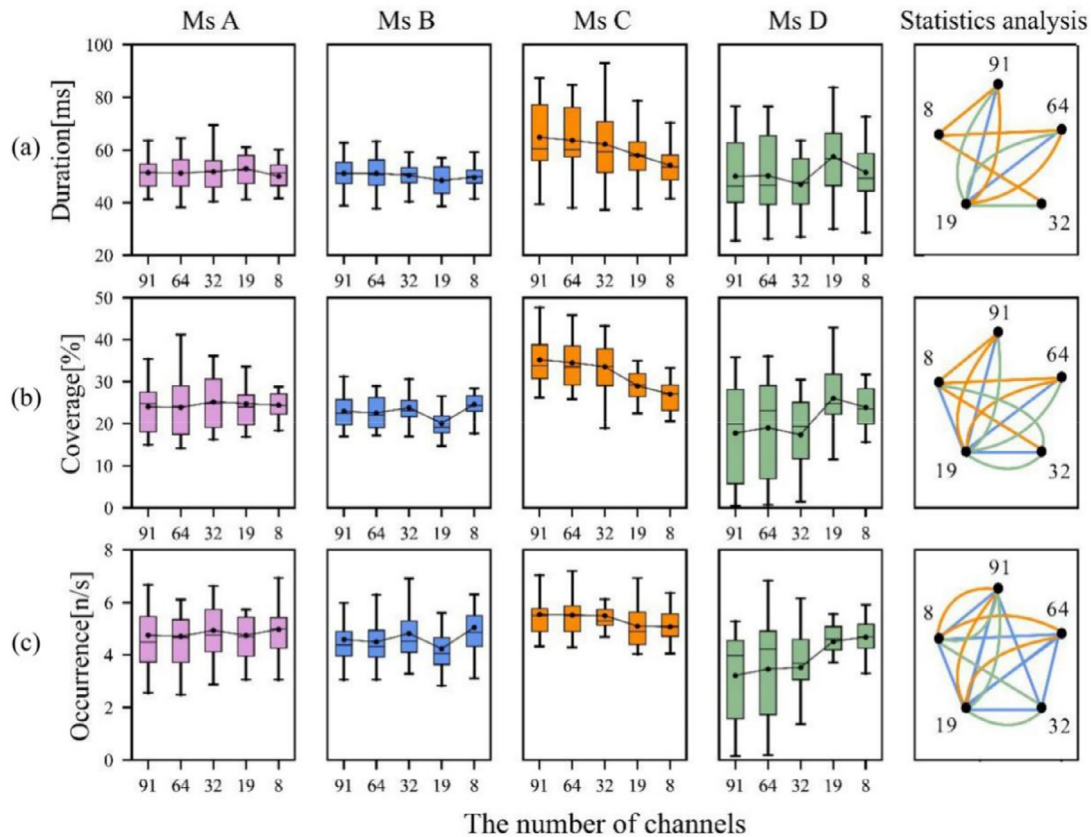 Ms A Ms B Ms C Ms D Statistics analysis
(a)
Duration[ms]
100
80
60
40
20
91 64 32 19 8
91 64 32 19 8
91 64 32 19 8
91 64 32 19 8
91
8
64
19
32
(b)
Coverage[%]
50
40
30
20
10
0
91 64 32 19 8
91 64 32 19 8
91 64 32 19 8
91 64 32 19 8
91
8
64
19
32
(c)
Occurrence[n/s]
8
6
4
2
0
91 64 32 19 8
91 64 32 19 8
91 64 32 19 8
91 64 32 19 8
91
8
64
19
32
The number of channels